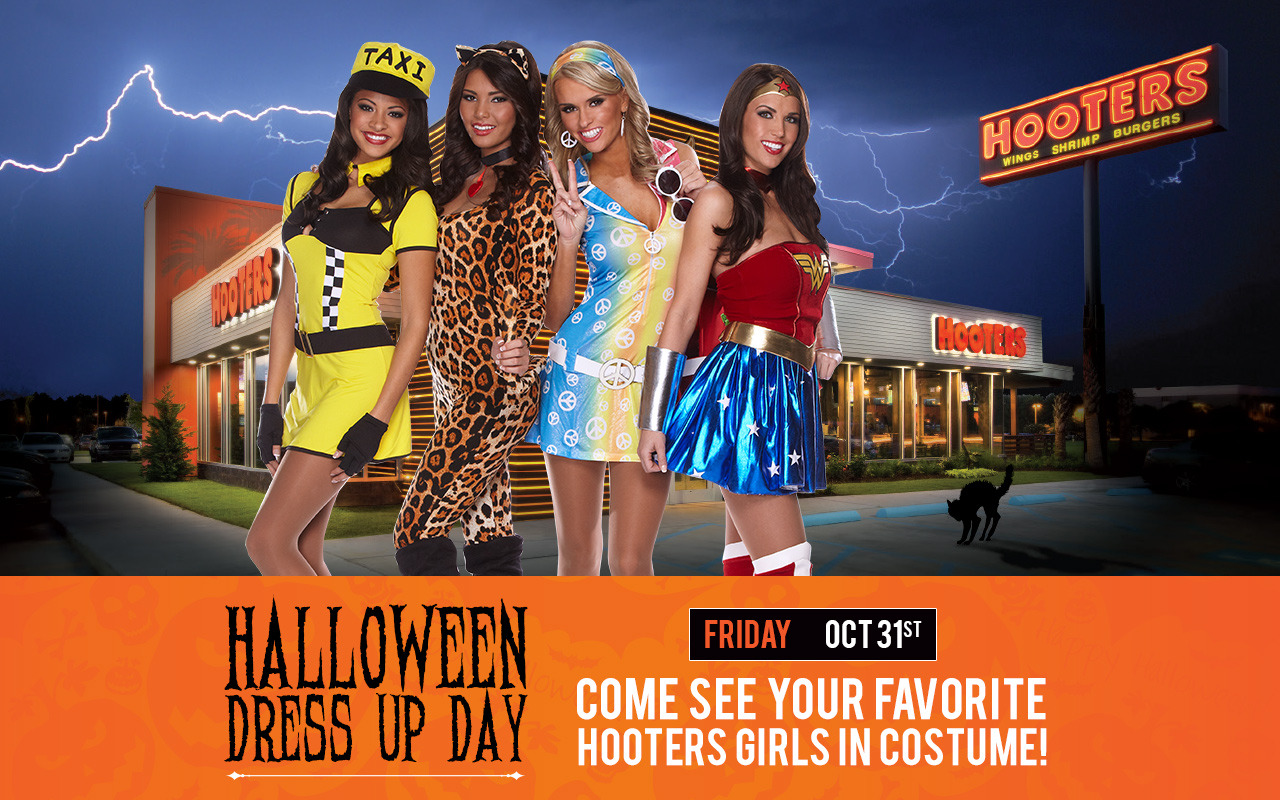 TAXI
HOOTERS
WINGS SHRIMP BURGERS
HOOTERS
HOOTERS
HALLOWEEN
DRESS UP DAY
FRIDAY OCT 31ST
COME SEE YOUR FAVORITE
HOOTERS GIRLS IN COSTUME!